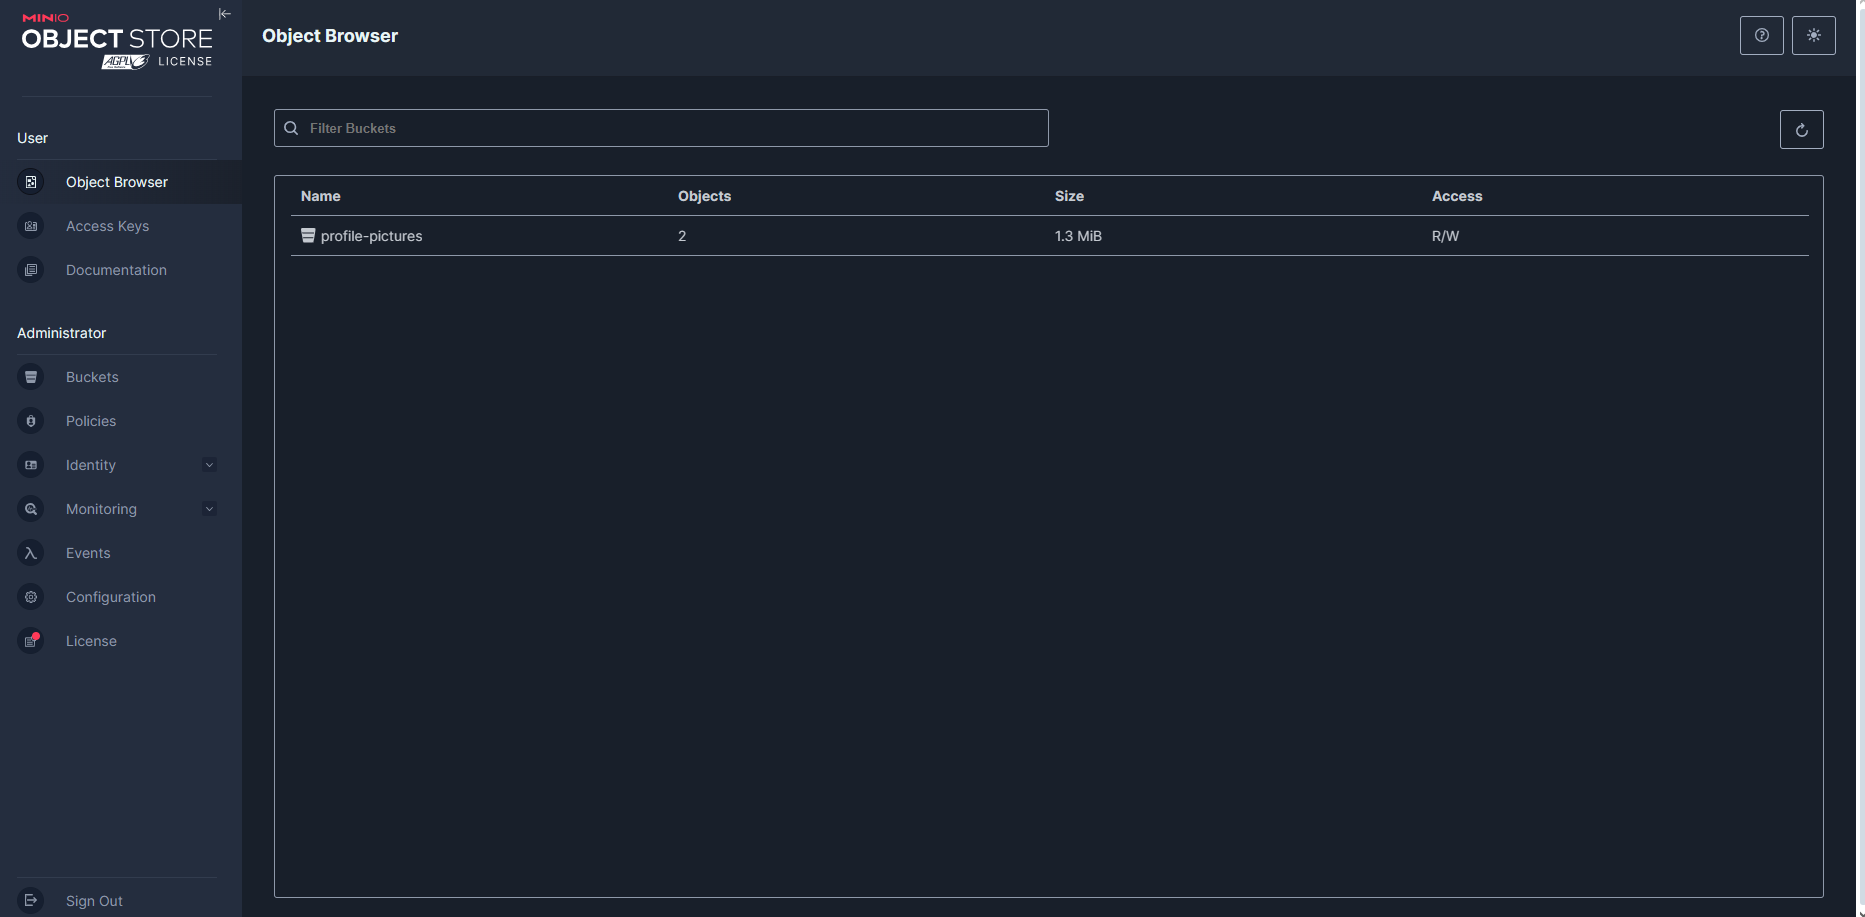 MINIO
OBJECT STORE
AGPL LICENSE
User
Object Browser
Access Keys
Documentation
Administrator
Buckets
Policies
Identity
Monitoring
Events
Configuration
License
Sign Out
Object Browser
Filter Buckets
Name Objects Size Access
profile-pictures 2 1.3 MiB R/W